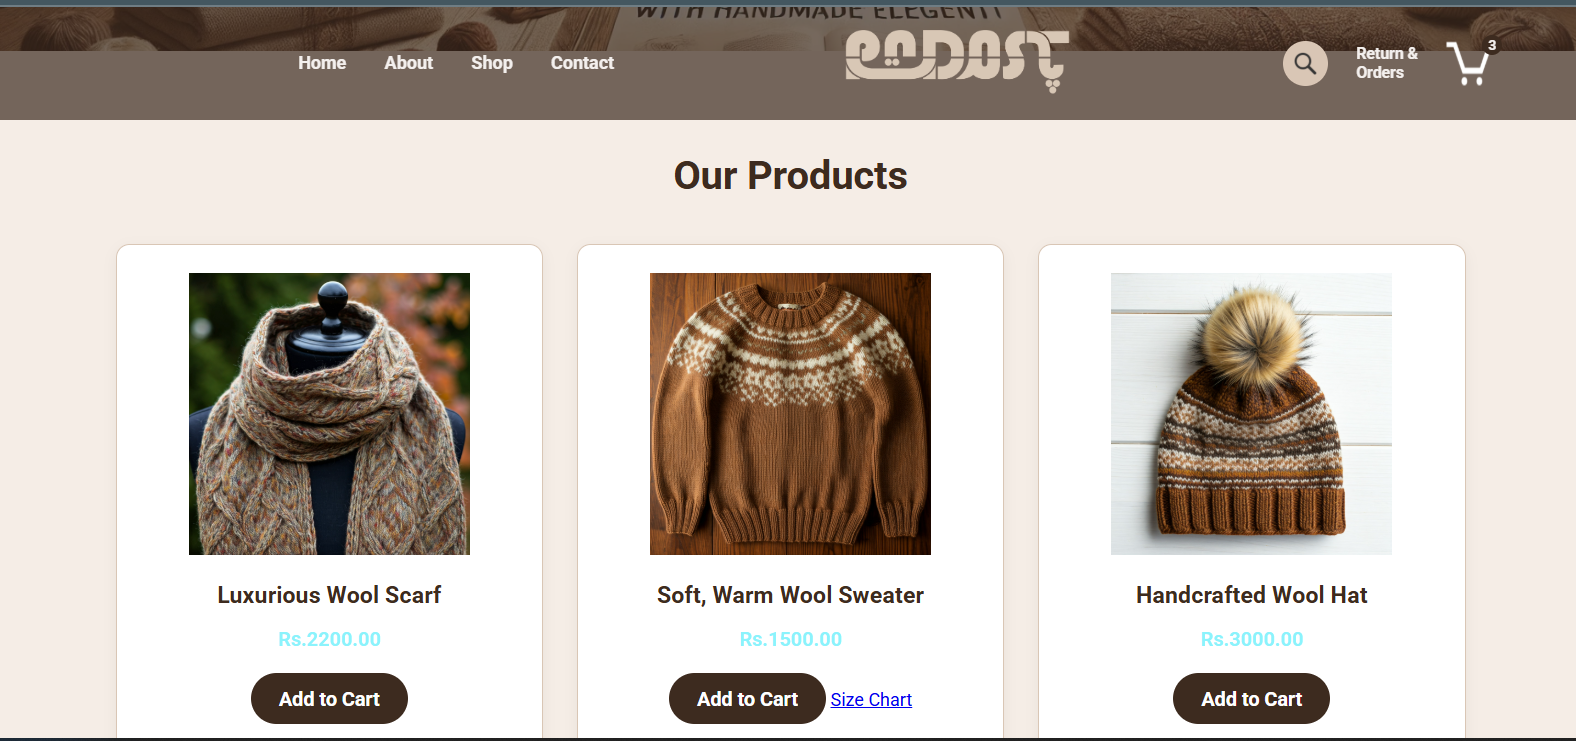 WITH HANDMADE ELEGENT
Home About Shop Contact
Return &
Orders
3
Our Products
Luxurious Wool Scarf
Rs.2200.00
Add to Cart
Soft, Warm Wool Sweater
Rs.1500.00
Add to Cart Size Chart
Handcrafted Wool Hat
Rs.3000.00
Add to Cart